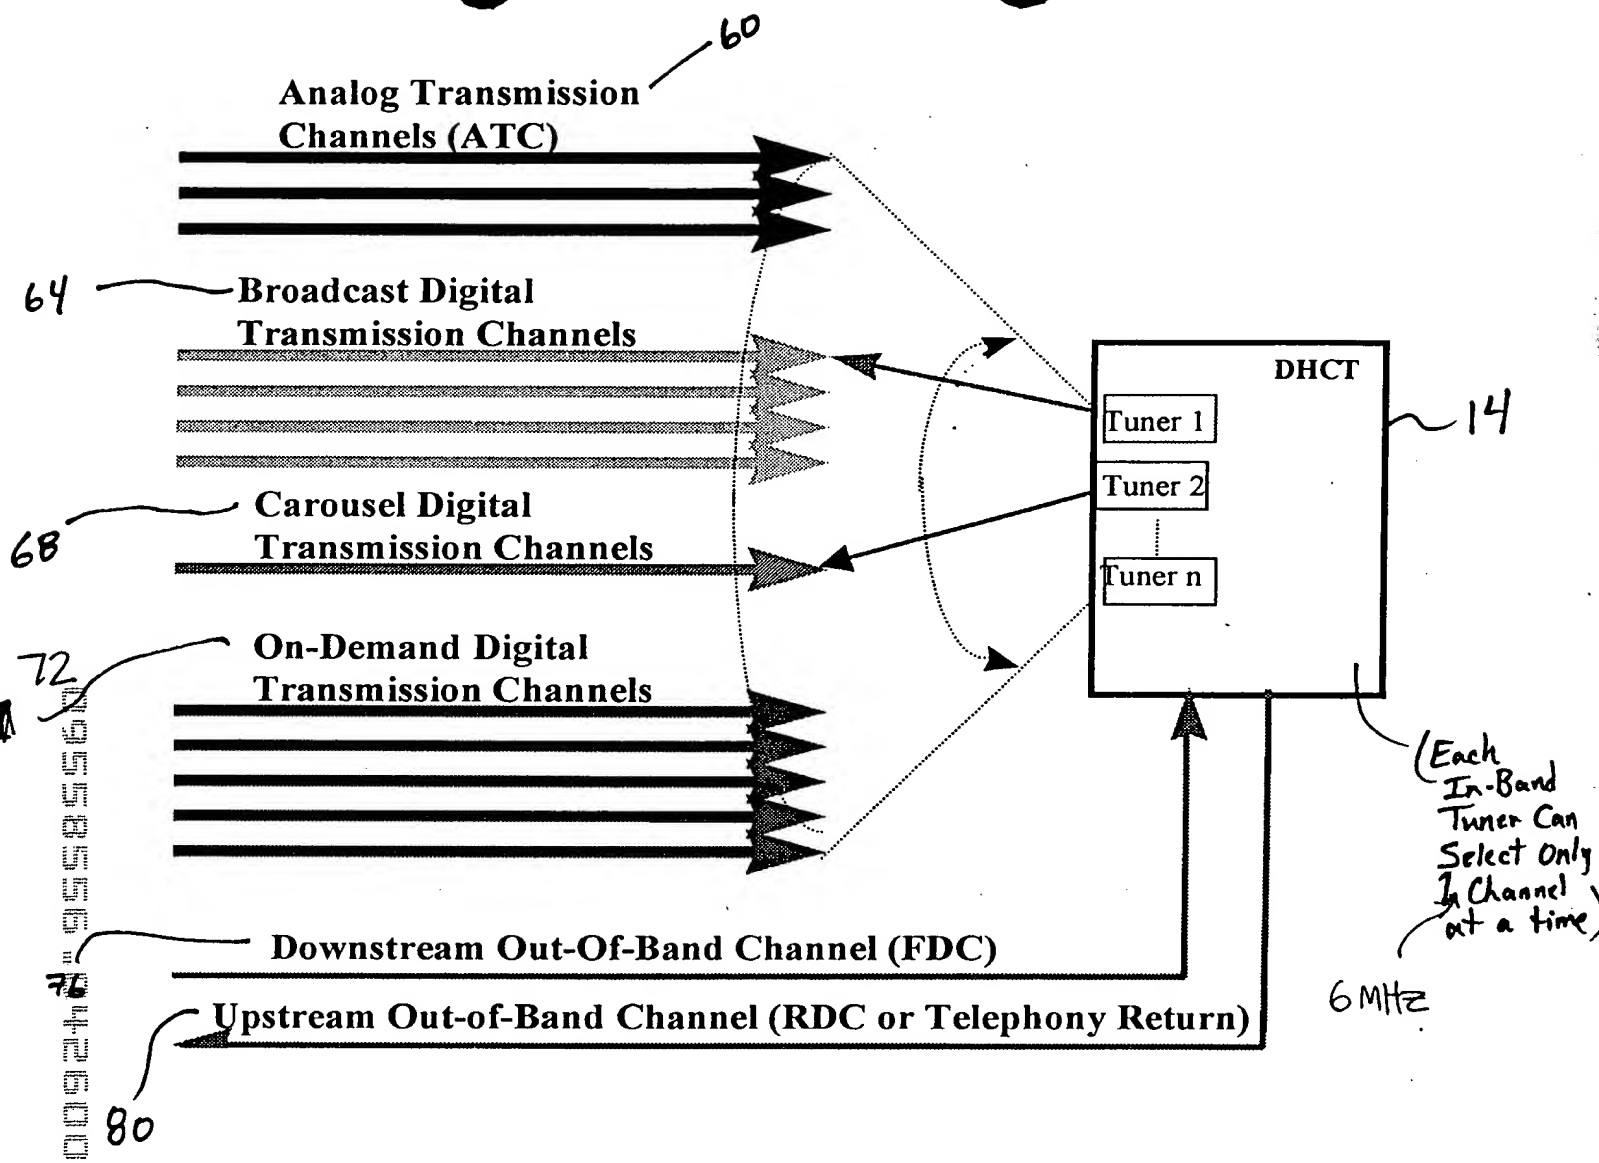 60
Analog Transmission
Channels (ATC)
64
Broadcast Digital
Transmission Channels
DHCT
Tuner 1
14
Tuner 2
Carousel Digital
Transmission Channels
68
Tuner n
On-Demand Digital
Transmission Channels
72
(Each
In-Band
Tuner Can
Select Only
Channel
at a time)
6 MHz
Downstream Out-Of-Band Channel (FDC)
76
Upstream Out-of-Band Channel (RDC or Telephony Return)
80